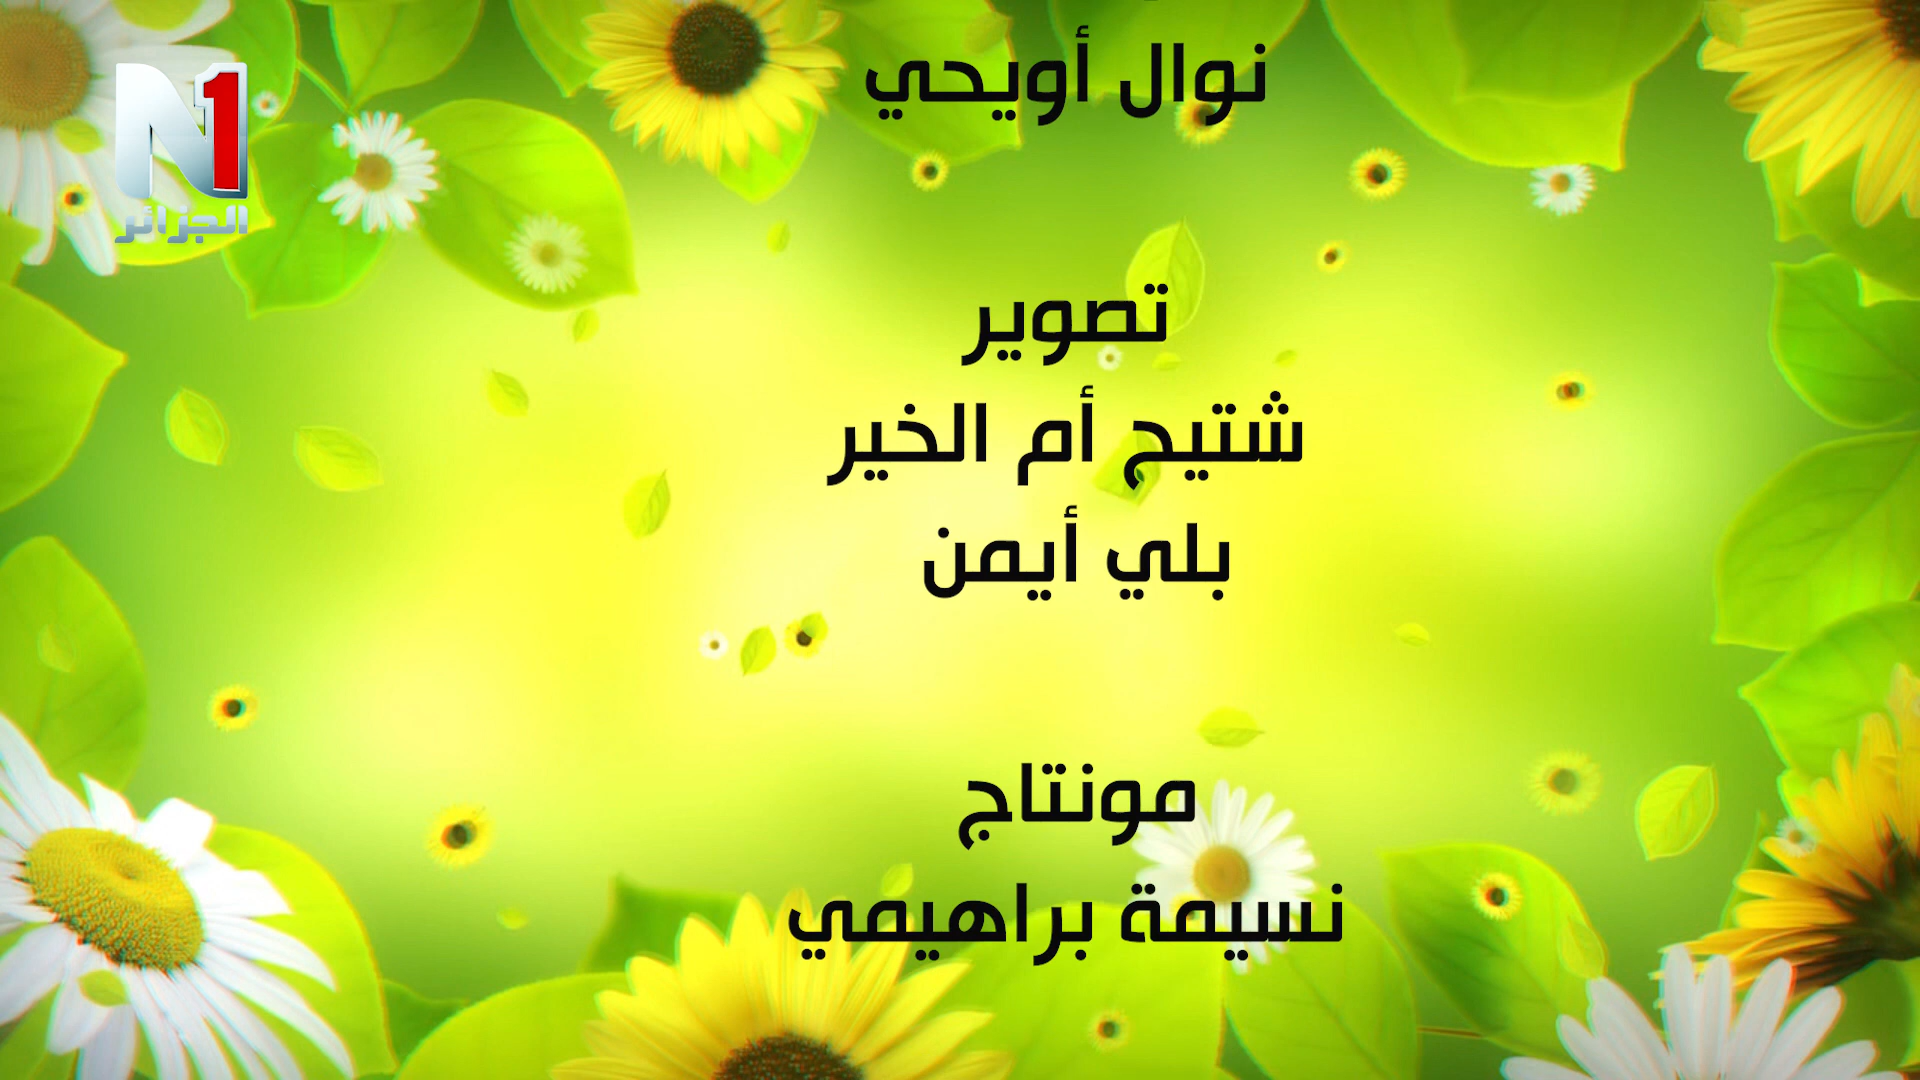 نوال أويحي
N1
الجزائر
تصوير
شتيح أم الخير
بلي أيمن
مونتاج
نسيمة براهيمي